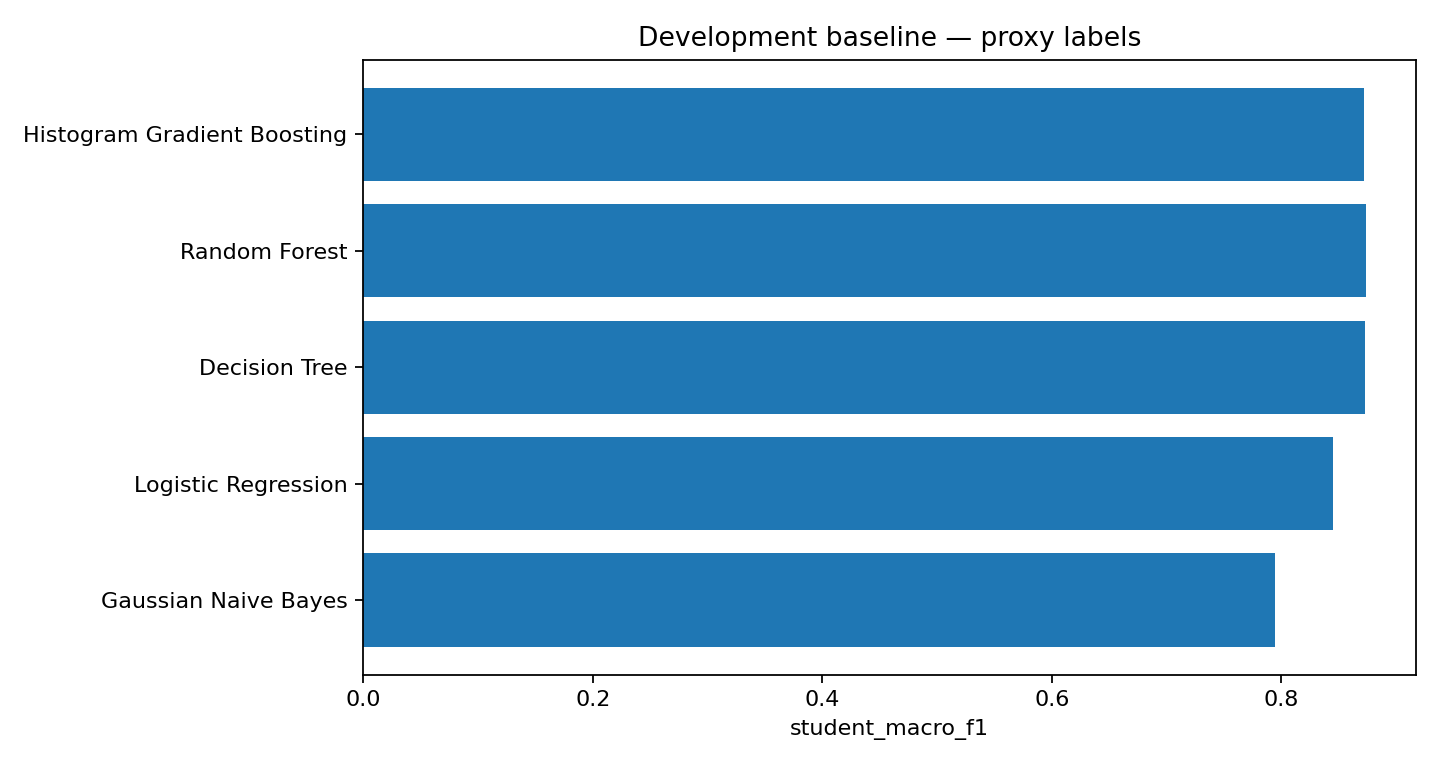 Development baseline — proxy labels
Histogram Gradient Boosting
Random Forest
Decision Tree
Logistic Regression
Gaussian Naive Bayes
0.0 0.2 0.4 0.6 0.8
student_macro_f1